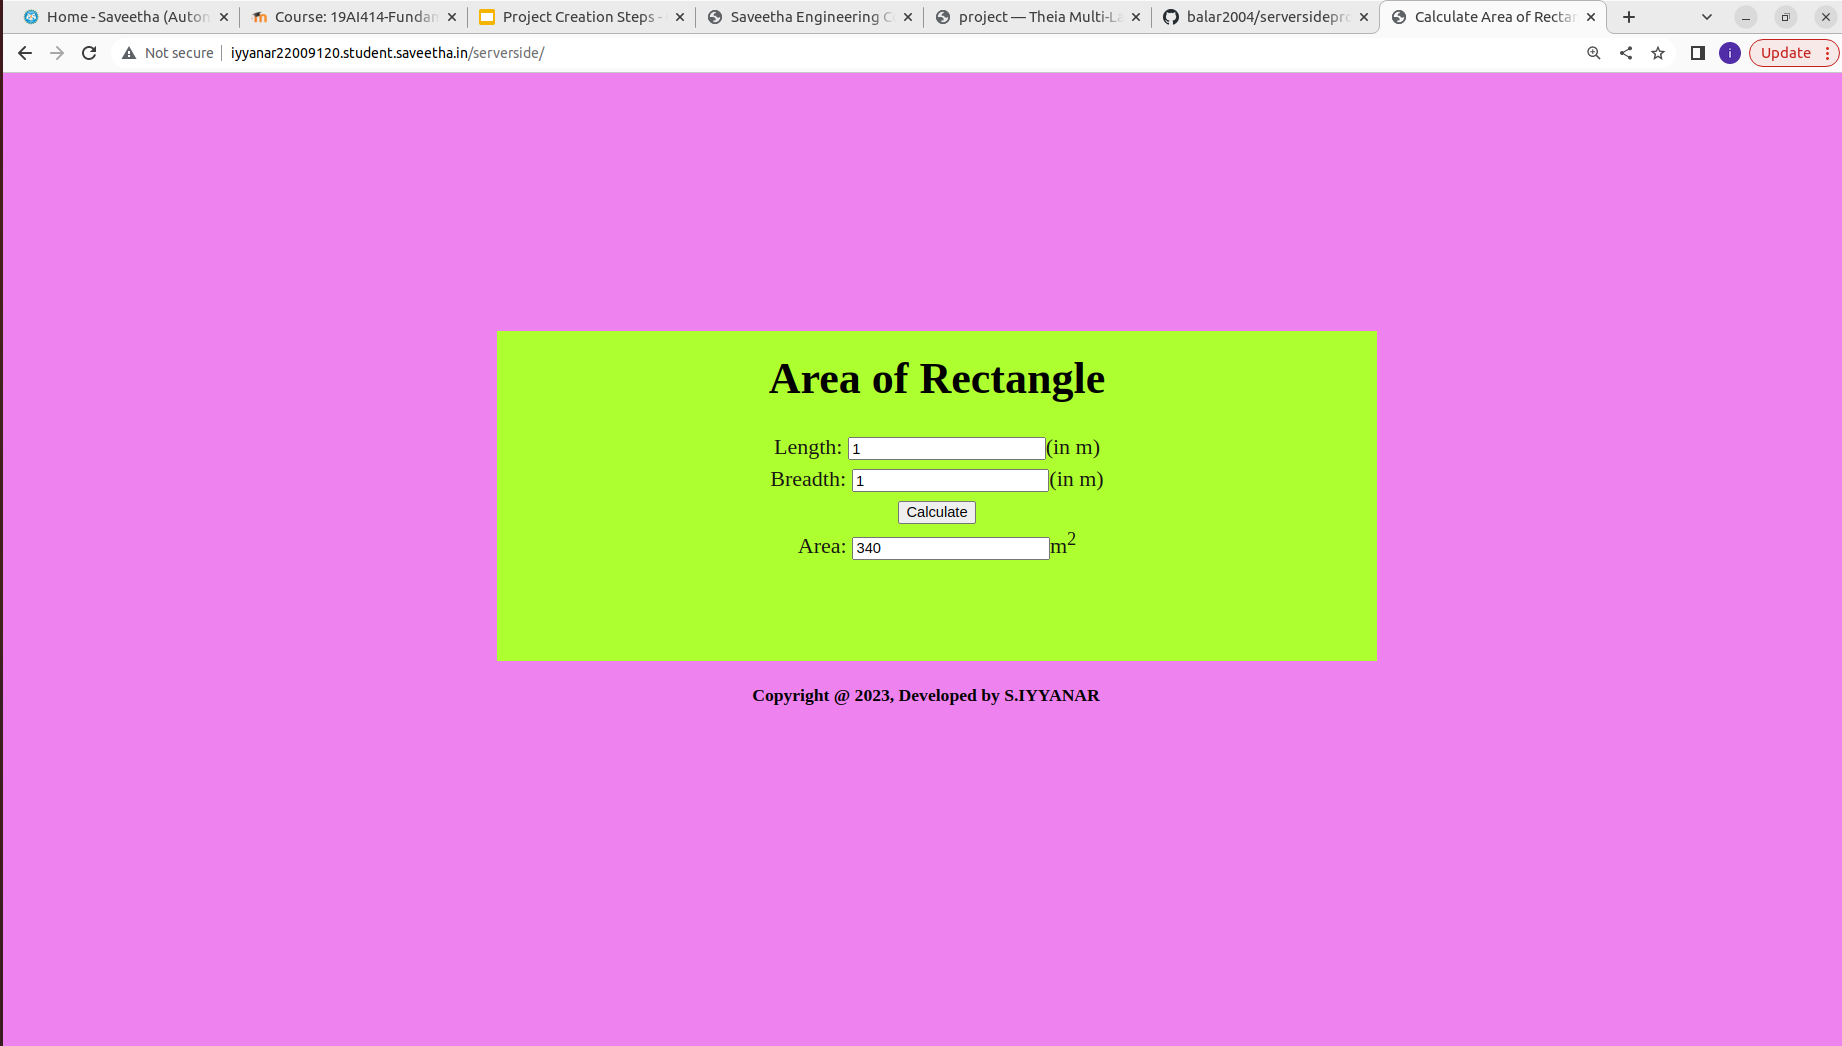 Home - Saveetha (Auton
Course: 19AI414-Fundam
Project Creation Steps -
Saveetha Engineering C
project — Theia Multi-La
balar2004/serversidepro
Calculate Area of Rectan
Not secure
iyyanar22009120.student.saveetha.in/serverside/
i
Update
Area of Rectangle
Length: 1 (in m)
Breadth: 1 (in m)
Calculate
Area: 340 m2
Copyright @ 2023, Developed by S.IYYANAR